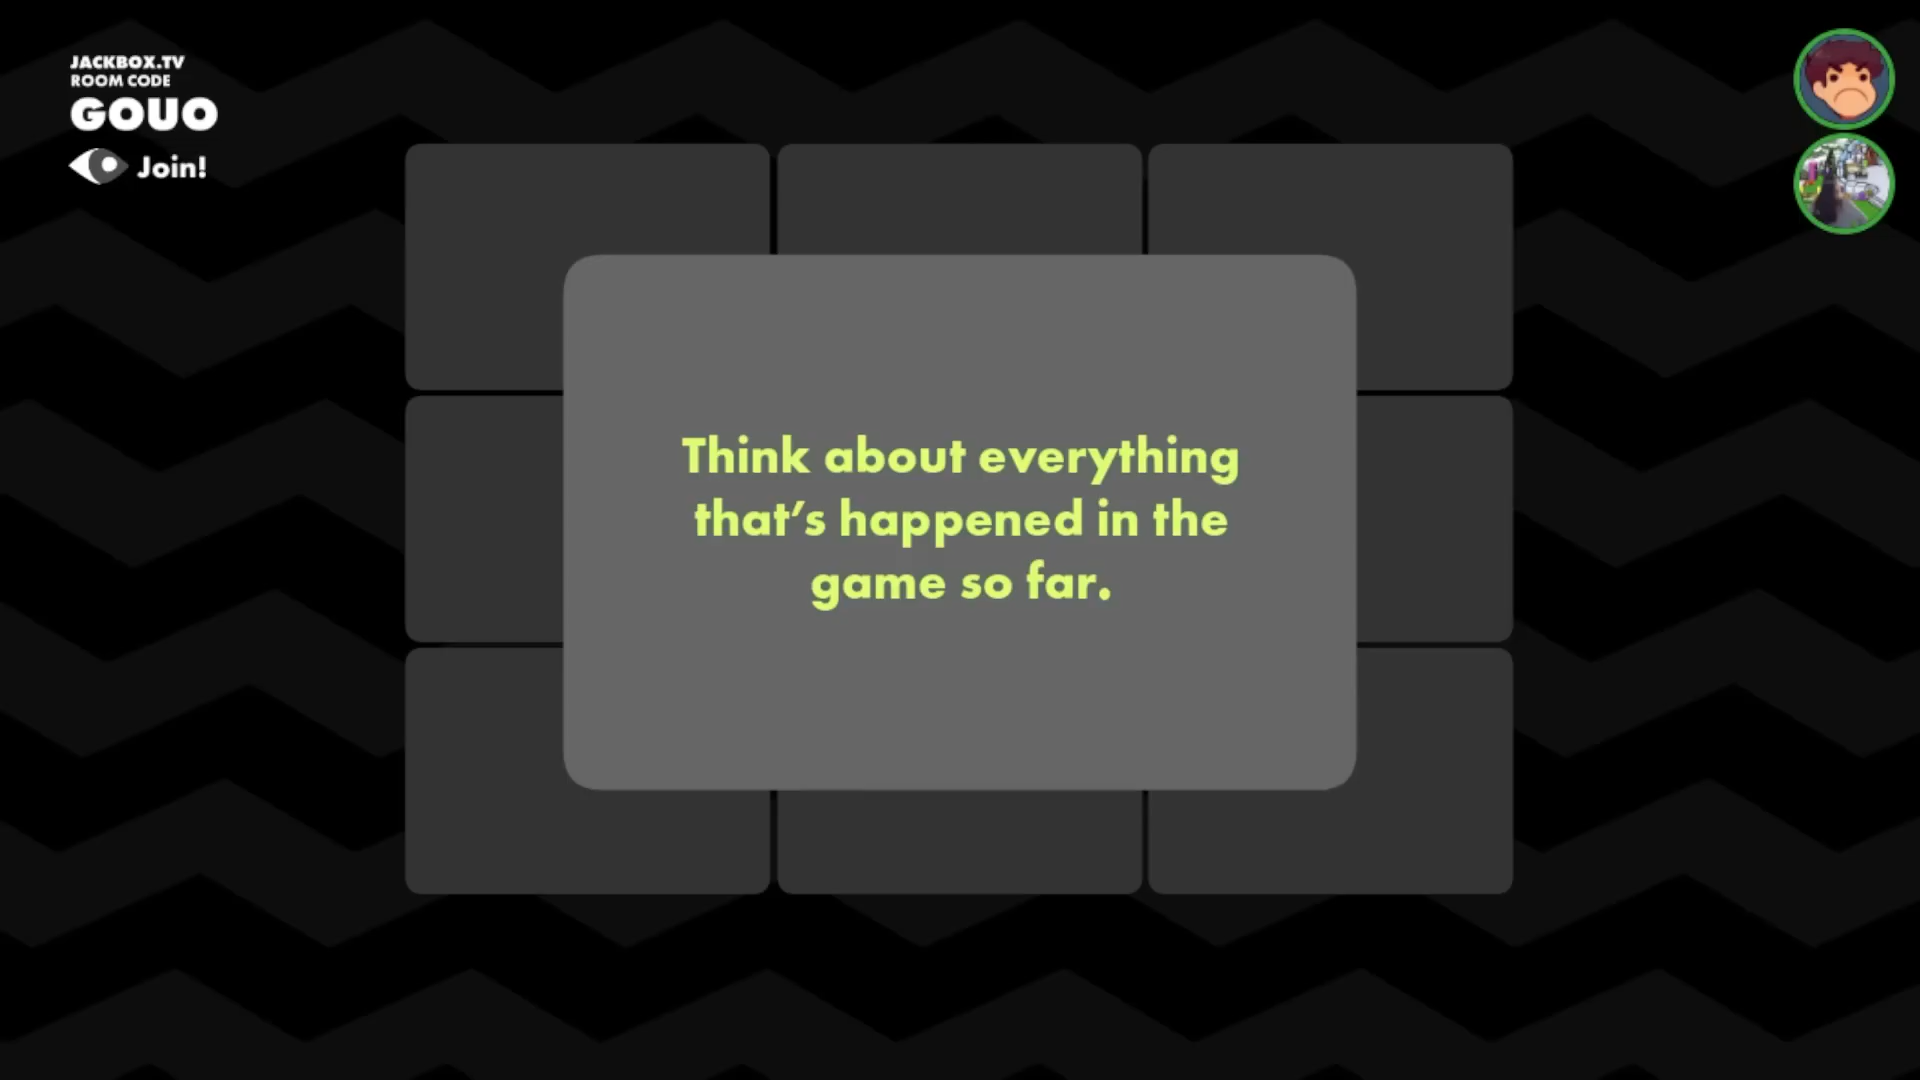 JACKBOX.TV
ROOM CODE
GOUO
Join!
Think about everything
that's happened in the
game so far.